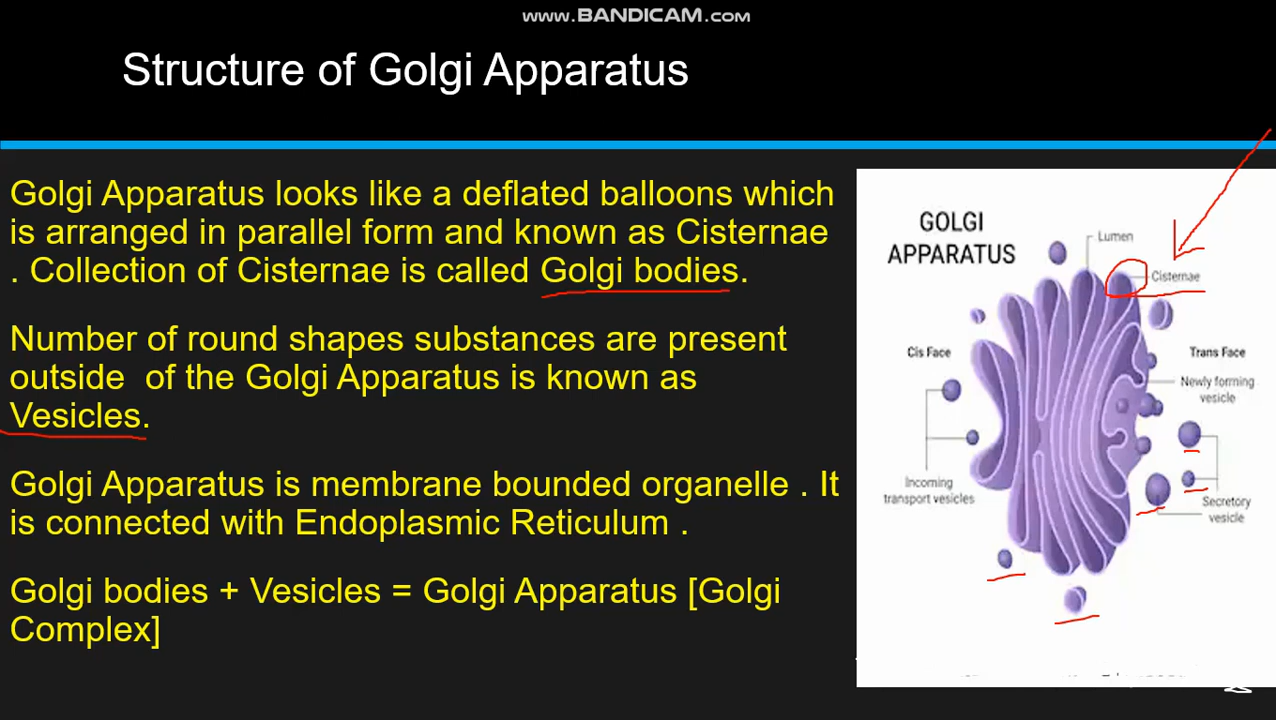 www.BANDICAM.com
Structure of Golgi Apparatus
Golgi Apparatus looks like a deflated balloons which
is arranged in parallel form and known as Cisternae
. Collection of Cisternae is called Golgi bodies.
Number of round shapes substances are present
outside  of the Golgi Apparatus is known as
Vesicles.
Golgi Apparatus is membrane bounded organelle . It
is connected with Endoplasmic Reticulum .
Golgi bodies + Vesicles = Golgi Apparatus [Golgi
Complex]
GOLGI
APPARATUS
Lumen
Cisternae
Cis Face
Trans Face
Newly forming
vesicle
Incoming
transport vesicles
Secretory
vesicle